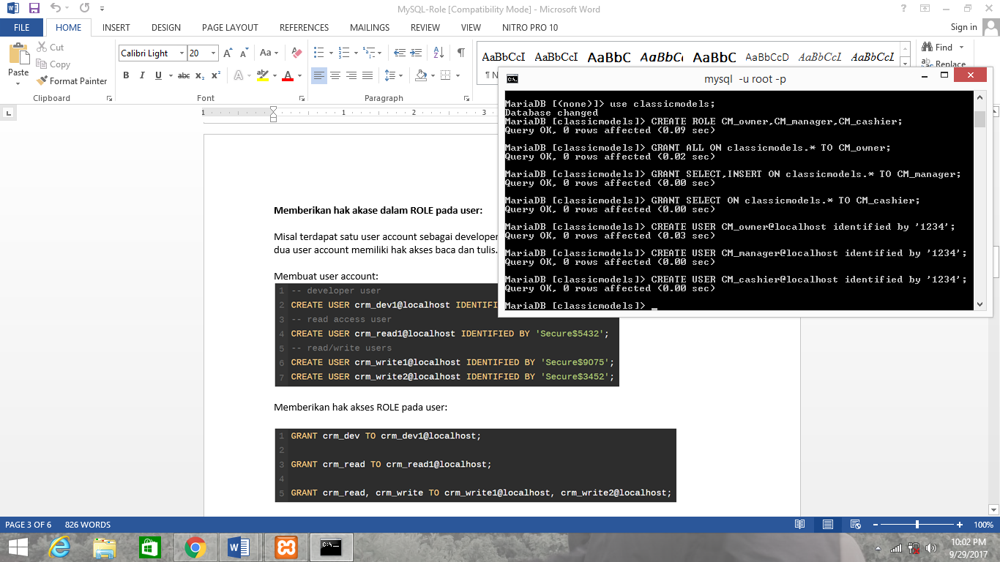 MySQL-Role [Compatibility Mode] - Microsoft Word
FILE HOME INSERT DESIGN PAGE LAYOUT REFERENCES MAILINGS REVIEW VIEW NITRO PRO 10 Sign in
Paste
Cut
Copy
Format Painter
Clipboard
Calibri Light 20
Font
Paragraph
AaBbCcI AaBbCcI AaBbC AaBbCc AaBbC AaBbCcD AaBbCcI AaBbCcI
Find
Replace
mysql -u root -p
MariaDB [(none)]> use classicmodels;
Database changed
MariaDB [classicmodels]> CREATE ROLE CM_owner,CM_manager,CM_cashier;
Query OK, 0 rows affected (0.09 sec)
MariaDB [classicmodels]> GRANT ALL ON classicmodels.* TO CM_owner;
Query OK, 0 rows affected (0.02 sec)
MariaDB [classicmodels]> GRANT SELECT,INSERT ON classicmodels.* TO CM_manager;
Query OK, 0 rows affected (0.00 sec)
MariaDB [classicmodels]> GRANT SELECT ON classicmodels.* TO CM_cashier;
Query OK, 0 rows affected (0.00 sec)
MariaDB [classicmodels]> CREATE USER CM_owner@localhost identified by '1234';
Query OK, 0 rows affected (0.03 sec)
MariaDB [classicmodels]> CREATE USER CM_manager@localhost identified by '1234';
Query OK, 0 rows affected (0.00 sec)
MariaDB [classicmodels]> CREATE USER CM_cashier@localhost identified by '1234';
Query OK, 0 rows affected (0.00 sec)
MariaDB [classicmodels]>
1 1 2 3
Memberikan hak akase dalam ROLE pada user:
Misal terdapat satu user account sebagai developer
dua user account memiliki hak akses baca dan tulis.
Membuat user account:
1 -- developer user
2 CREATE USER crm_dev1@localhost IDENTIFI
3 -- read access user
4 CREATE USER crm_read1@localhost IDENTIFIED BY 'Secure$5432';
5 -- read/write users
6 CREATE USER crm_write1@localhost IDENTIFIED BY 'Secure$9075';
7 CREATE USER crm_write2@localhost IDENTIFIED BY 'Secure$3452';
Memberikan hak akses ROLE pada user:
1 GRANT crm_dev TO crm_dev1@localhost;
2
3 GRANT crm_read TO crm_read1@localhost;
4
5 GRANT crm_read, crm_write TO crm_write1@localhost, crm_write2@localhost;
PAGE 3 OF 6 826 WORDS 100%
10:02 PM
9/29/2017